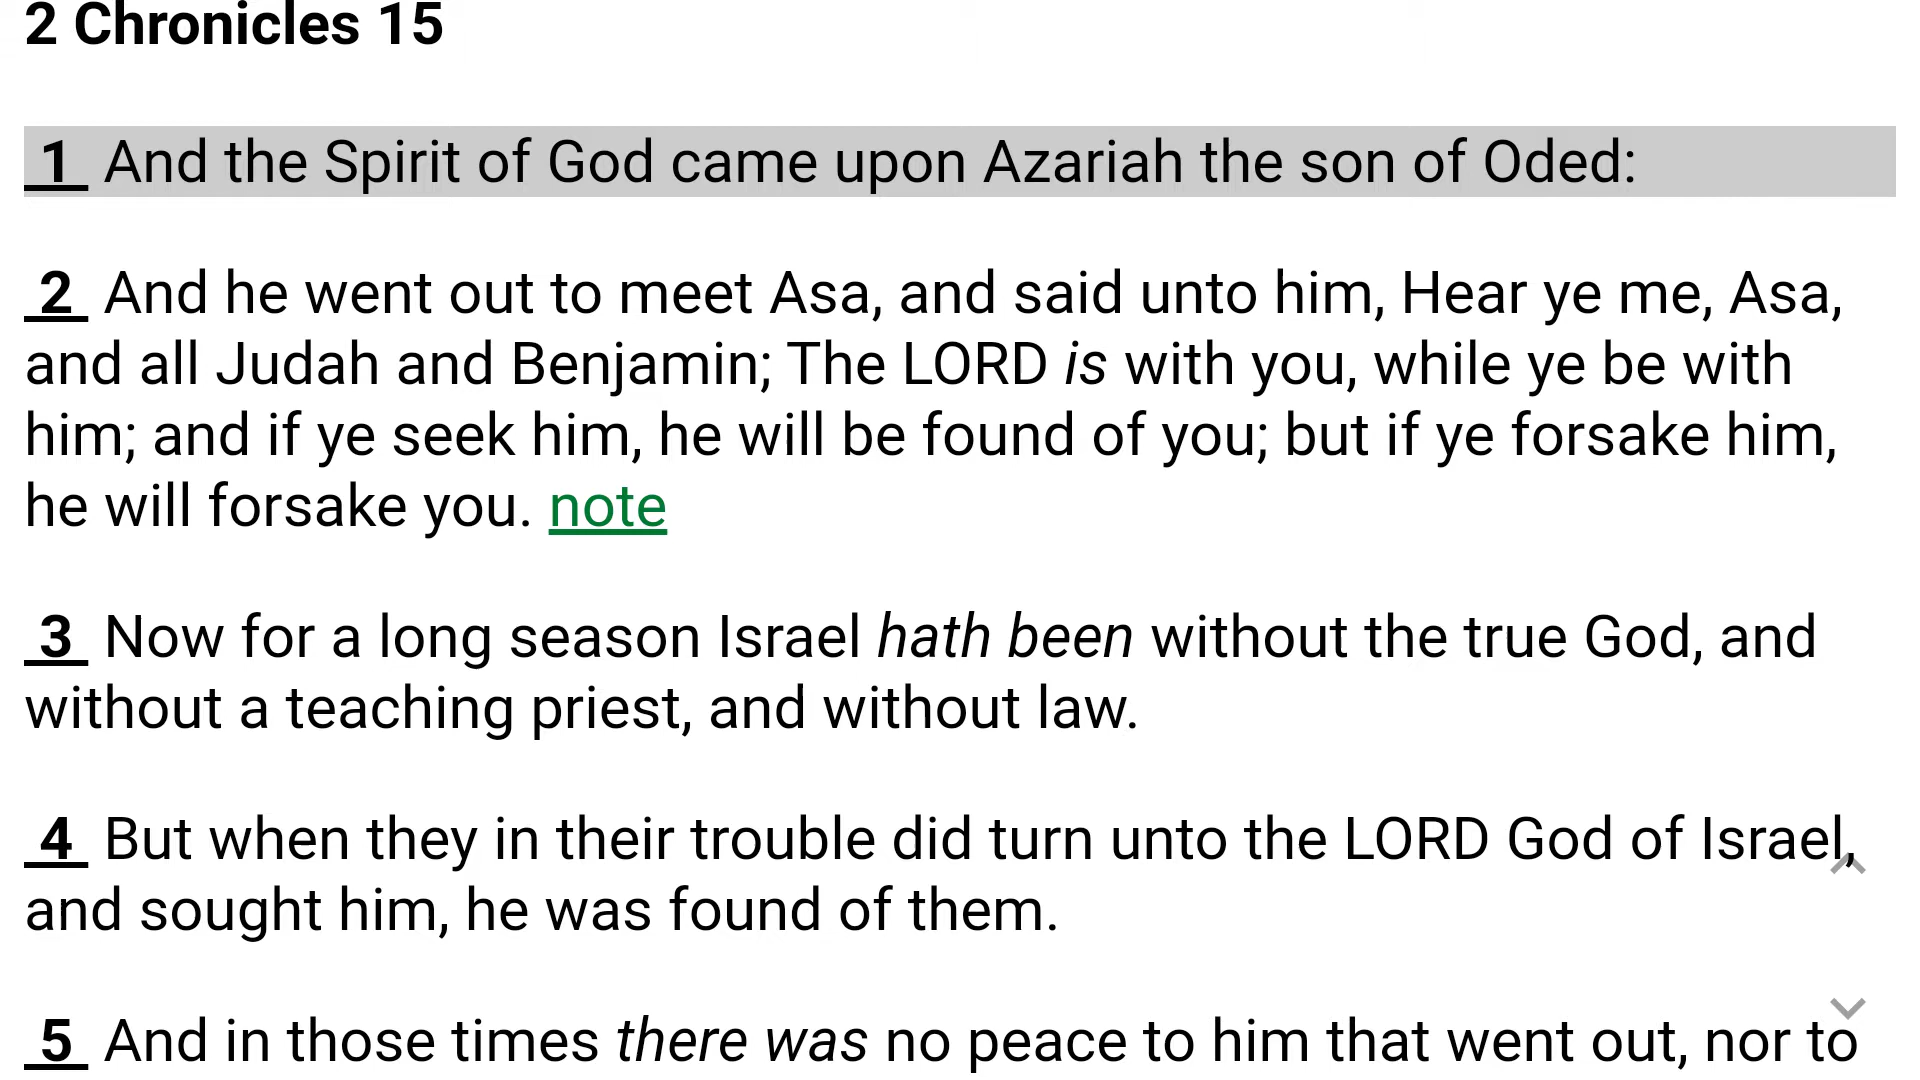 2 Chronicles 15
1 And the Spirit of God came upon Azariah the son of Oded:
2 And he went out to meet Asa, and said unto him, Hear ye me, Asa,
and all Judah and Benjamin; The LORD is with you, while ye be with
him; and if ye seek him, he will be found of you; but if ye forsake him,
he will forsake you. note
3 Now for a long season Israel hath been without the true God, and
without a teaching priest, and without law.
4 But when they in their trouble did turn unto the LORD God of Israel,
and sought him, he was found of them.
5 And in those times there was no peace to him that went out, nor to